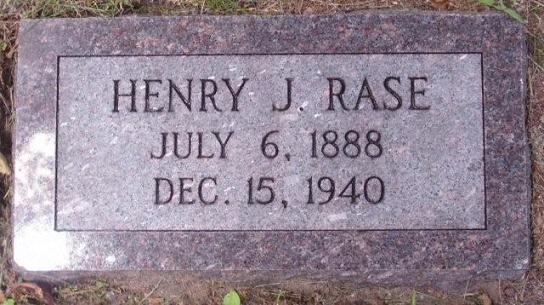 HENRY J. RASE
JULY 6, 1888
DEC. 15, 1940